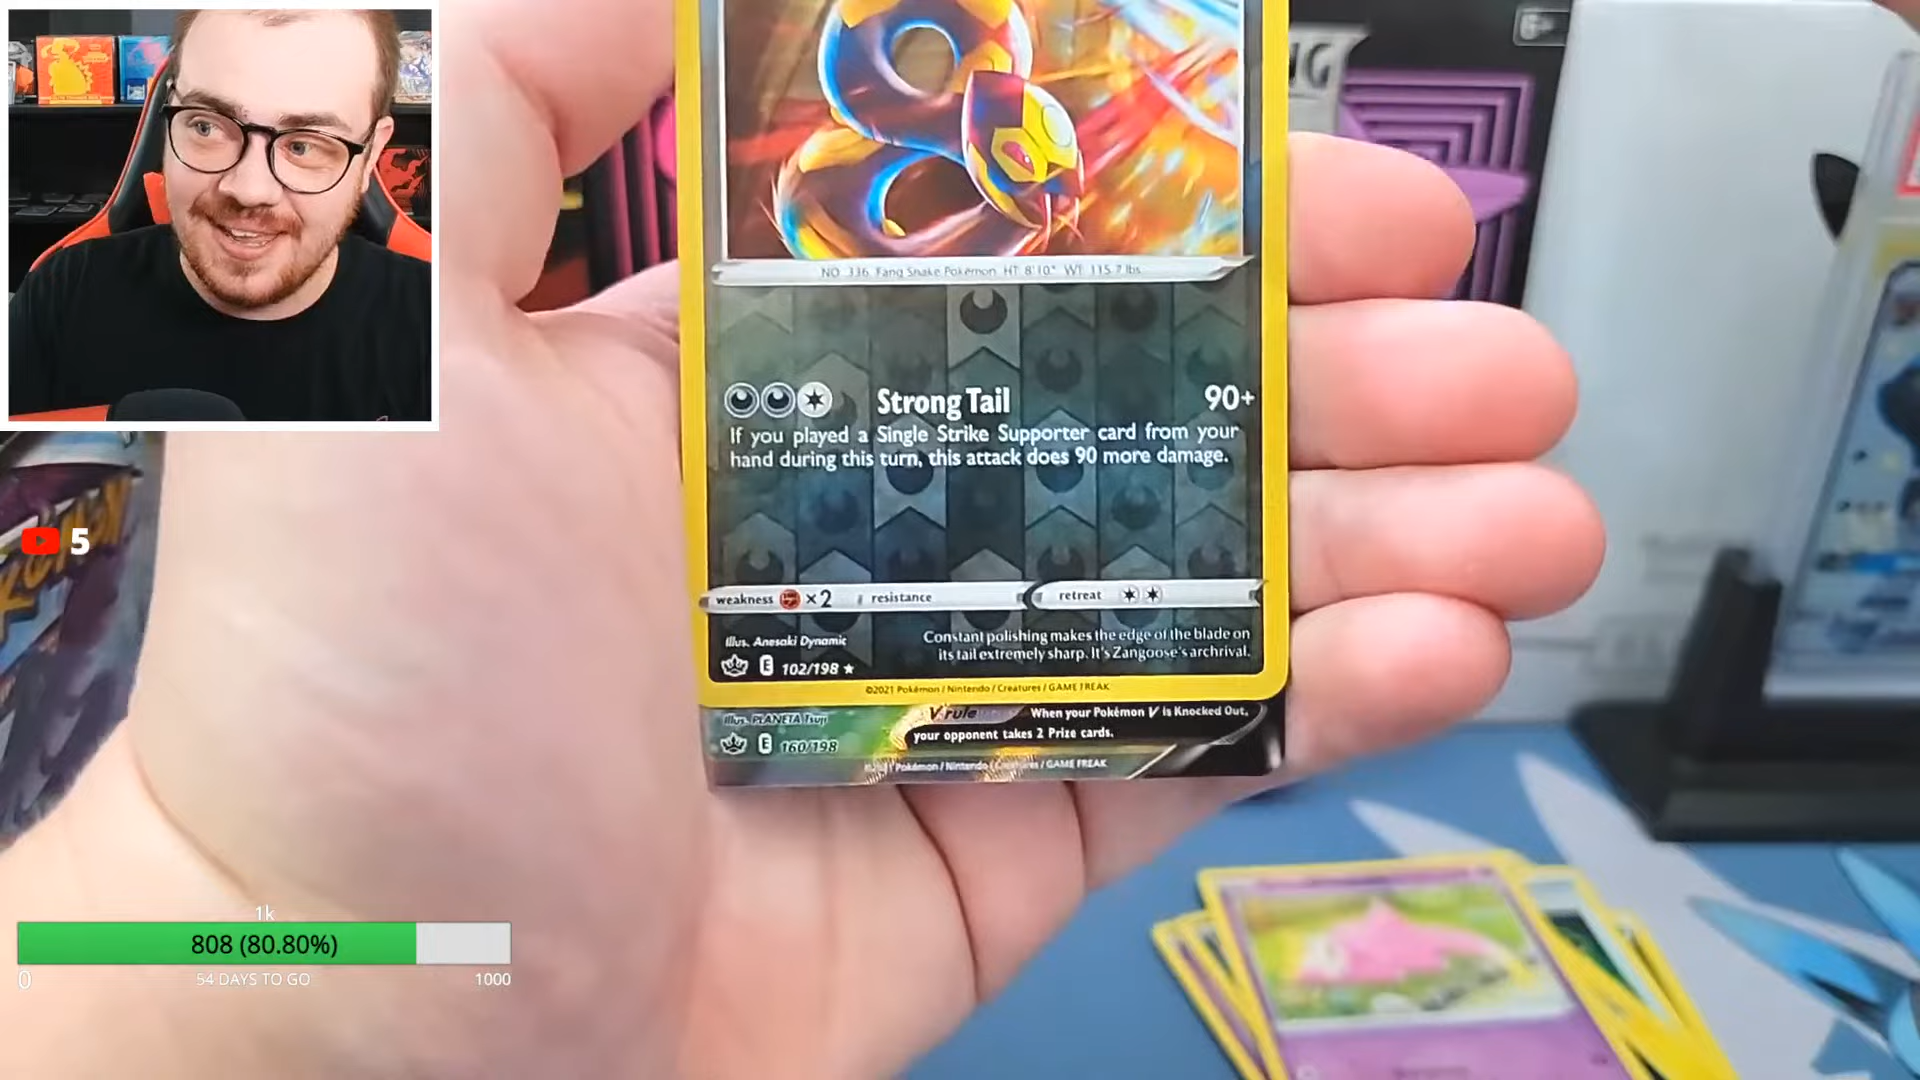 NG
NO. 336 Fang Snake Pokémon HT: 8'10" WT: 115.7 lbs
Strong Tail 90+
If you played a Single Strike Supporter card from your
hand during this turn, this attack does 90 more damage.
weakness ×2 resistance retreat
Illus. Anesaki Dynamic
Constant polishing makes the edge of the blade on
its tail extremely sharp. It's Zangoose's archrival.
E 102/198
©2021 Pokémon / Nintendo / Creatures / GAME FREAK
Illus. PLANETA Tsuji
V rule When your Pokémon V is Knocked Out,
your opponent takes 2 Prize cards.
E 160/198
©2021 Pokémon / Nintendo / Creatures / GAME FREAK
5
1k
808 (80.80%)
0 54 DAYS TO GO 1000